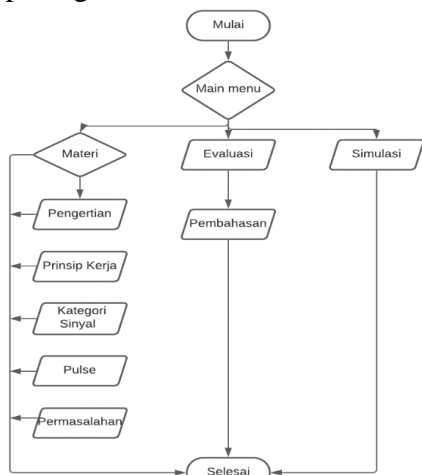 Mulai
Main menu
Materi
Evaluasi
Simulasi
Pengertian
Pembahasan
Prinsip Kerja
Kategori
Sinyal
Pulse
Permasalahan
Selesai